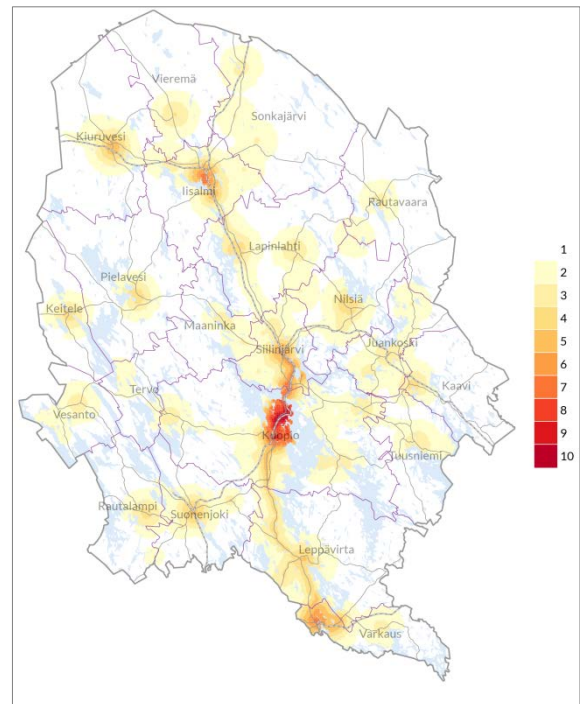 Vieremä
Sonkajärvi
Kiuruvesi
Iisalmi
Rautavaara
Lapinlahti
Pielavesi
Nilsiä
Keitele
Maaninka
Siilinjärvi
Juankoski
Kaavi
Tervo
Vesanto
Kuopio
Tuusniemi
Rautalampi
Suonenjoki
Leppävirta
Varkaus
1
2
3
4
5
6
7
8
9
10